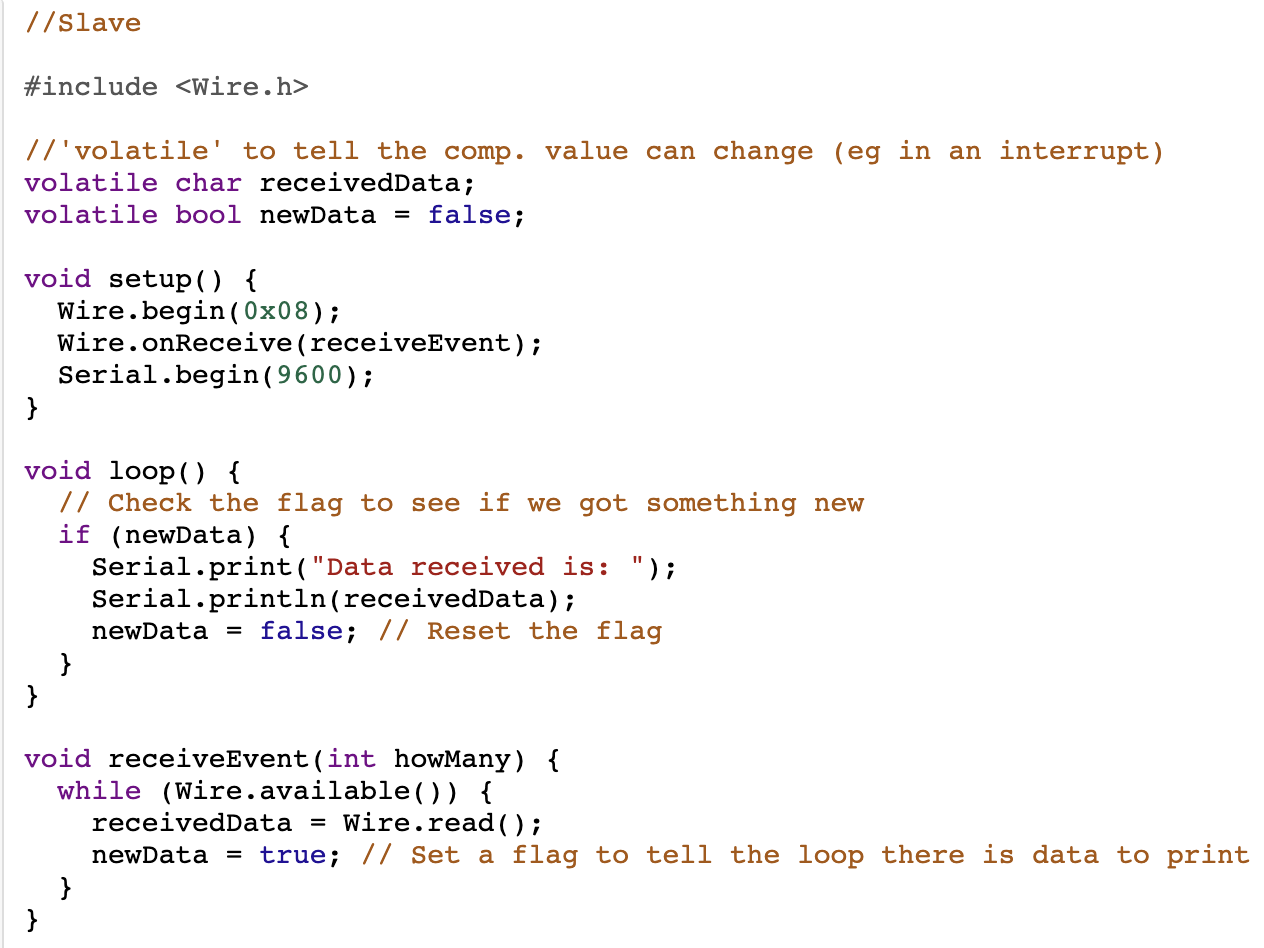 //Slave

#include <Wire.h>

//'volatile' to tell the comp. value can change (eg in an interrupt)
volatile char receivedData;
volatile bool newData = false;

void setup() {
  Wire.begin(0x08);
  Wire.onReceive(receiveEvent);
  Serial.begin(9600);
}

void loop() {
  // Check the flag to see if we got something new
  if (newData) {
    Serial.print("Data received is: ");
    Serial.println(receivedData);
    newData = false; // Reset the flag
  }
}

void receiveEvent(int howMany) {
  while (Wire.available()) {
    receivedData = Wire.read();
    newData = true; // Set a flag to tell the loop there is data to print
  }
}